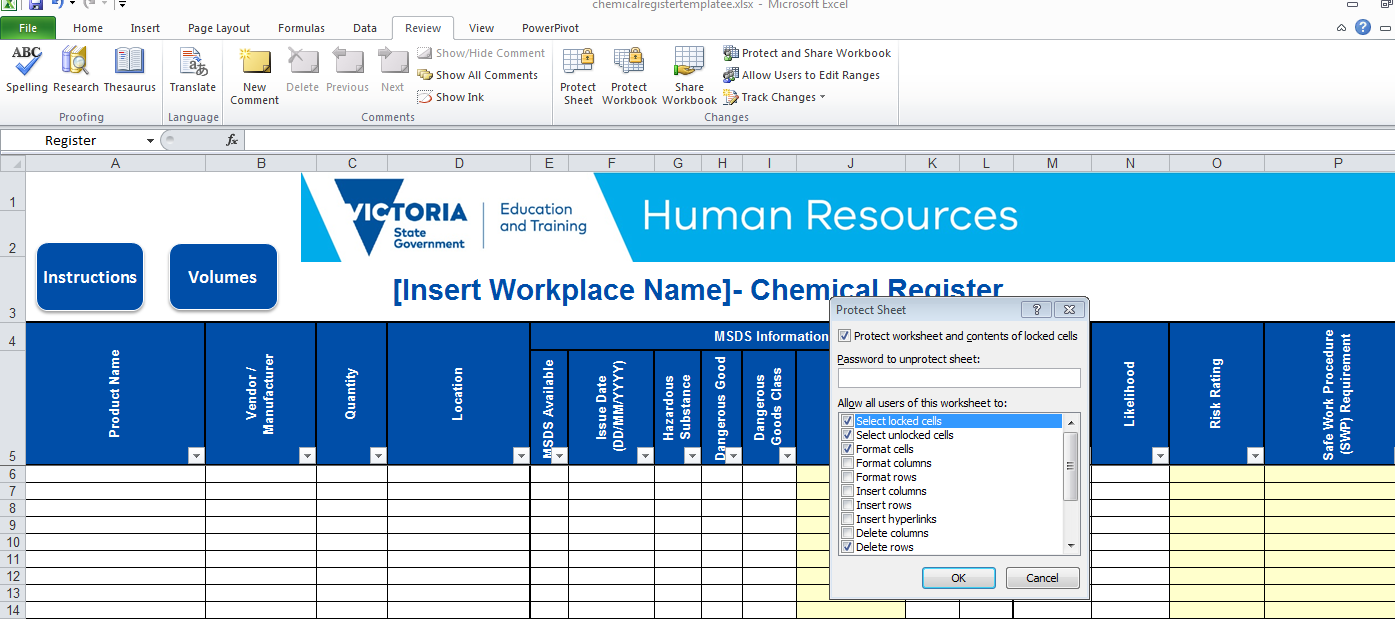 chemicalregistertemplatee.xlsx - Microsoft Excel
File Home Insert Page Layout Formulas Data Review View PowerPivot
ABC
Spelling Research Thesaurus
Proofing
Translate
Language
New Comment Delete Previous Next
Show/Hide Comment
Show All Comments
Show Ink
Comments
Protect Sheet Protect Workbook Share Workbook
Protect and Share Workbook
Allow Users to Edit Ranges
Track Changes
Changes
Register fx
A B C D E F G H I J K L M N O P
1
VICTORIA
State
Government
Education
and Training
Human Resources
2
Instructions Volumes
[Insert Workplace Name]- Chemical Register
3
4
MSDS Information
Product Name
Vendor /
Manufacturer
Quantity
Location
MSDS Available
Issue Date
(DD/MM/YYYY)
Hazardous
Substance
Dangerous Good
Dangerous
Goods Class
Likelihood
Risk Rating
Safe Work Procedure
(SWP) Requirement
5
6
7
8
9
10
11
12
13
14
Protect Sheet
Protect worksheet and contents of locked cells
Password to unprotect sheet:
Allow all users of this worksheet to:
Select locked cells
Select unlocked cells
Format cells
Format columns
Format rows
Insert columns
Insert rows
Insert hyperlinks
Delete columns
Delete rows
OK Cancel